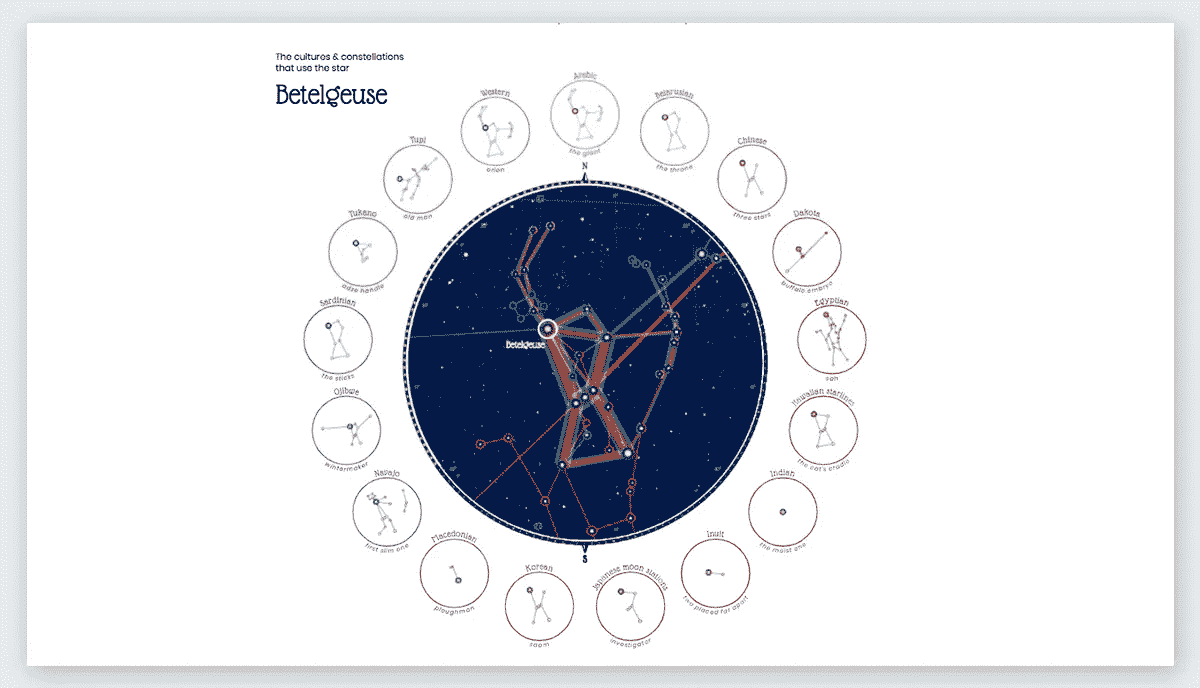 The cultures & constellations
that use the star
Betelgeuse
Arabic
the giant
Belarusian
the throne
Chinese
three stars
Dakota
buffalo embryo
Egyptian
sah
Hawaiian starlines
the cat's cradle
Indian
the moist one
Inuit
two placed far apart
Japanese moon stations
investigator
Korean
saam
Macedonian
ploughman
Navajo
first slim one
Ojibwe
wintermaker
Sardinian
the sticks
Tukano
adze handle
Tupi
old man
Western
orion
N
Betelgeuse
S